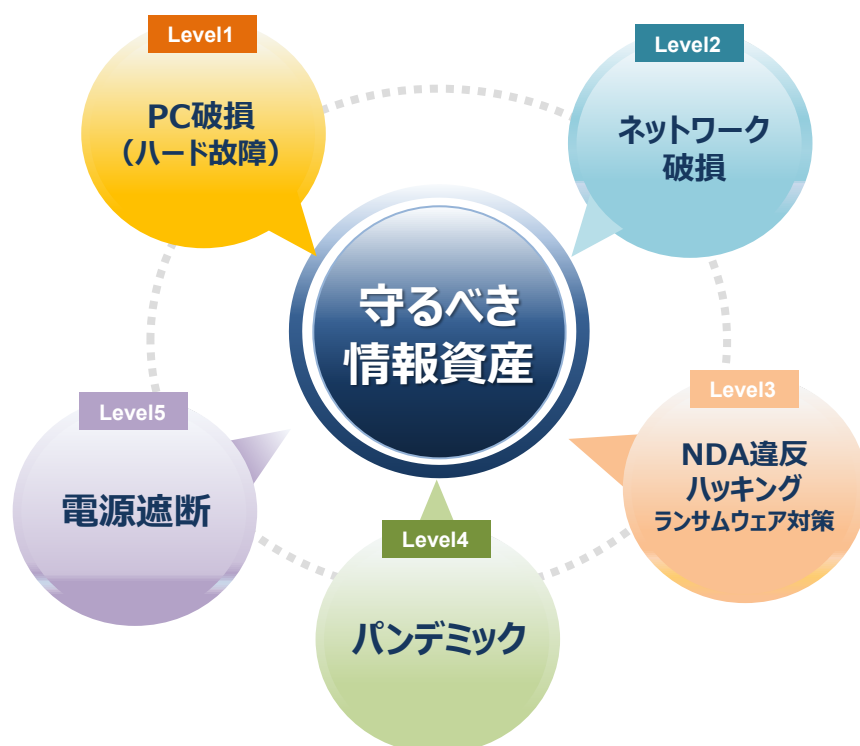 Level1
PC破損
（ハード故障）
Level2
ネットワーク
破損
守るべき
情報資産
Level3
NDA違反
ハッキング
ランサムウェア対策
Level4
パンデミック
Level5
電源遮断